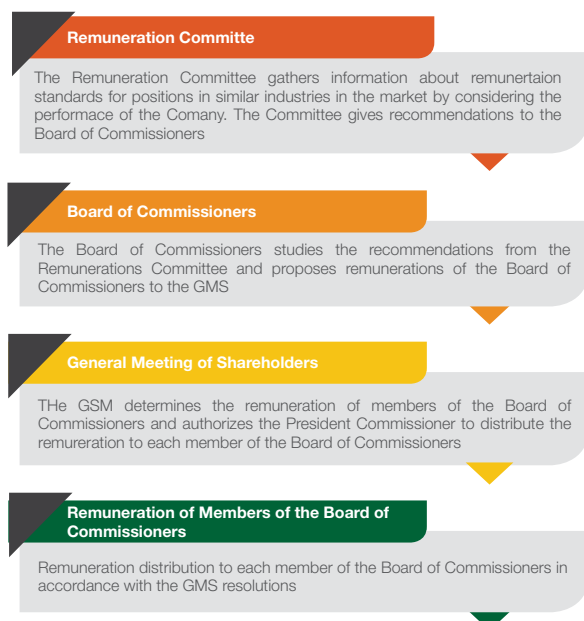 Remuneration Committe
The Remuneration Committee gathers information about remunertaion
standards for positions in similar industries in the market by considering the
performace of the Comany. The Committee gives recommendations to the
Board of Commissioners
Board of Commissioners
The Board of Commissioners studies the recommendations from the
Remunerations Committee and proposes remunerations of the Board of
Commissioners to the GMS
General Meeting of Shareholders
THe GSM determines the remuneration of members of the Board of
Commissioners and authorizes the President Commissioner to distribute the
remureration to each member of the Board of Commissioners
Remuneration of Members of the Board of
Commissioners
Remuneration distribution to each member of the Board of Commissioners in
accordance with the GMS resolutions